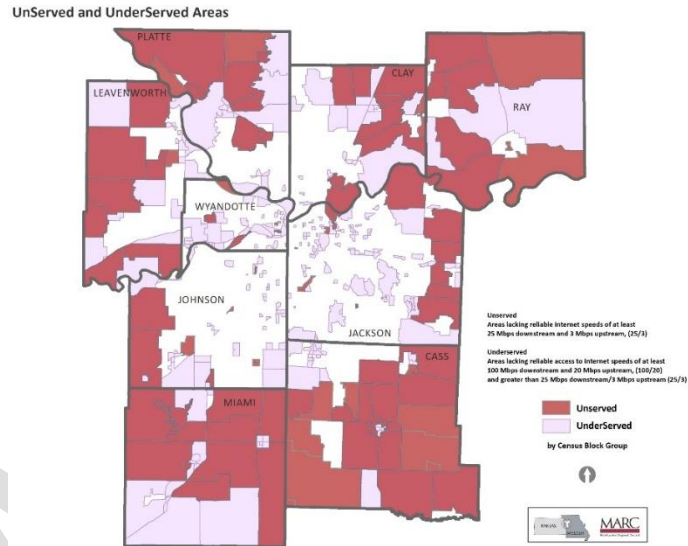 UnServed and UnderServed Areas
PLATTE
CLAY
LEAVENWORTH
RAY
WYANDOTTE
JOHNSON
JACKSON
CASS
MIAMI
Unserved
Areas lacking reliable internet speeds of at least
25 Mbps downstream and 3 Mbps upstream, (25/3)
Underserved
Areas lacking reliable access to internet speeds of at least
100 Mbps downstream and 20 Mbps upstream, (100/20)
and greater than 25 Mbps downstream/3 Mbps upstream (25/3)
Unserved
UnderServed
by Census Block Group
KANSAS
MISSOURI
MARC